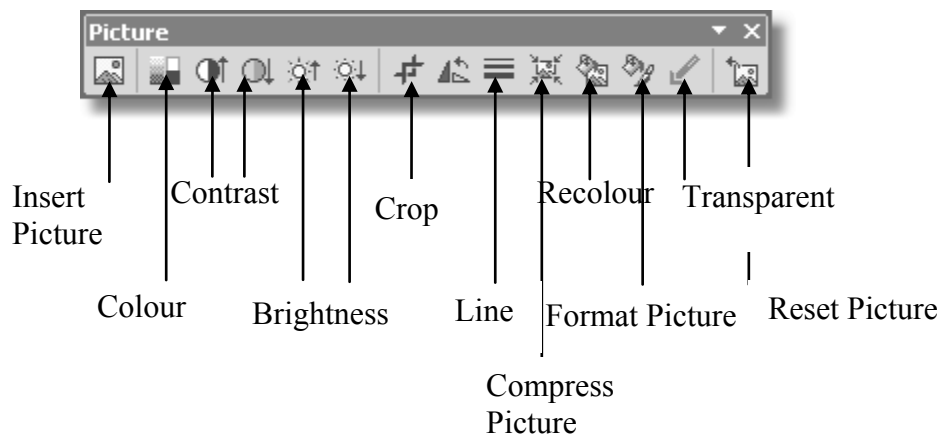 Picture
Insert
Picture
Contrast
Crop
Recolour
Transparent
Colour
Brightness
Line
Format Picture
Reset Picture
Compress
Picture